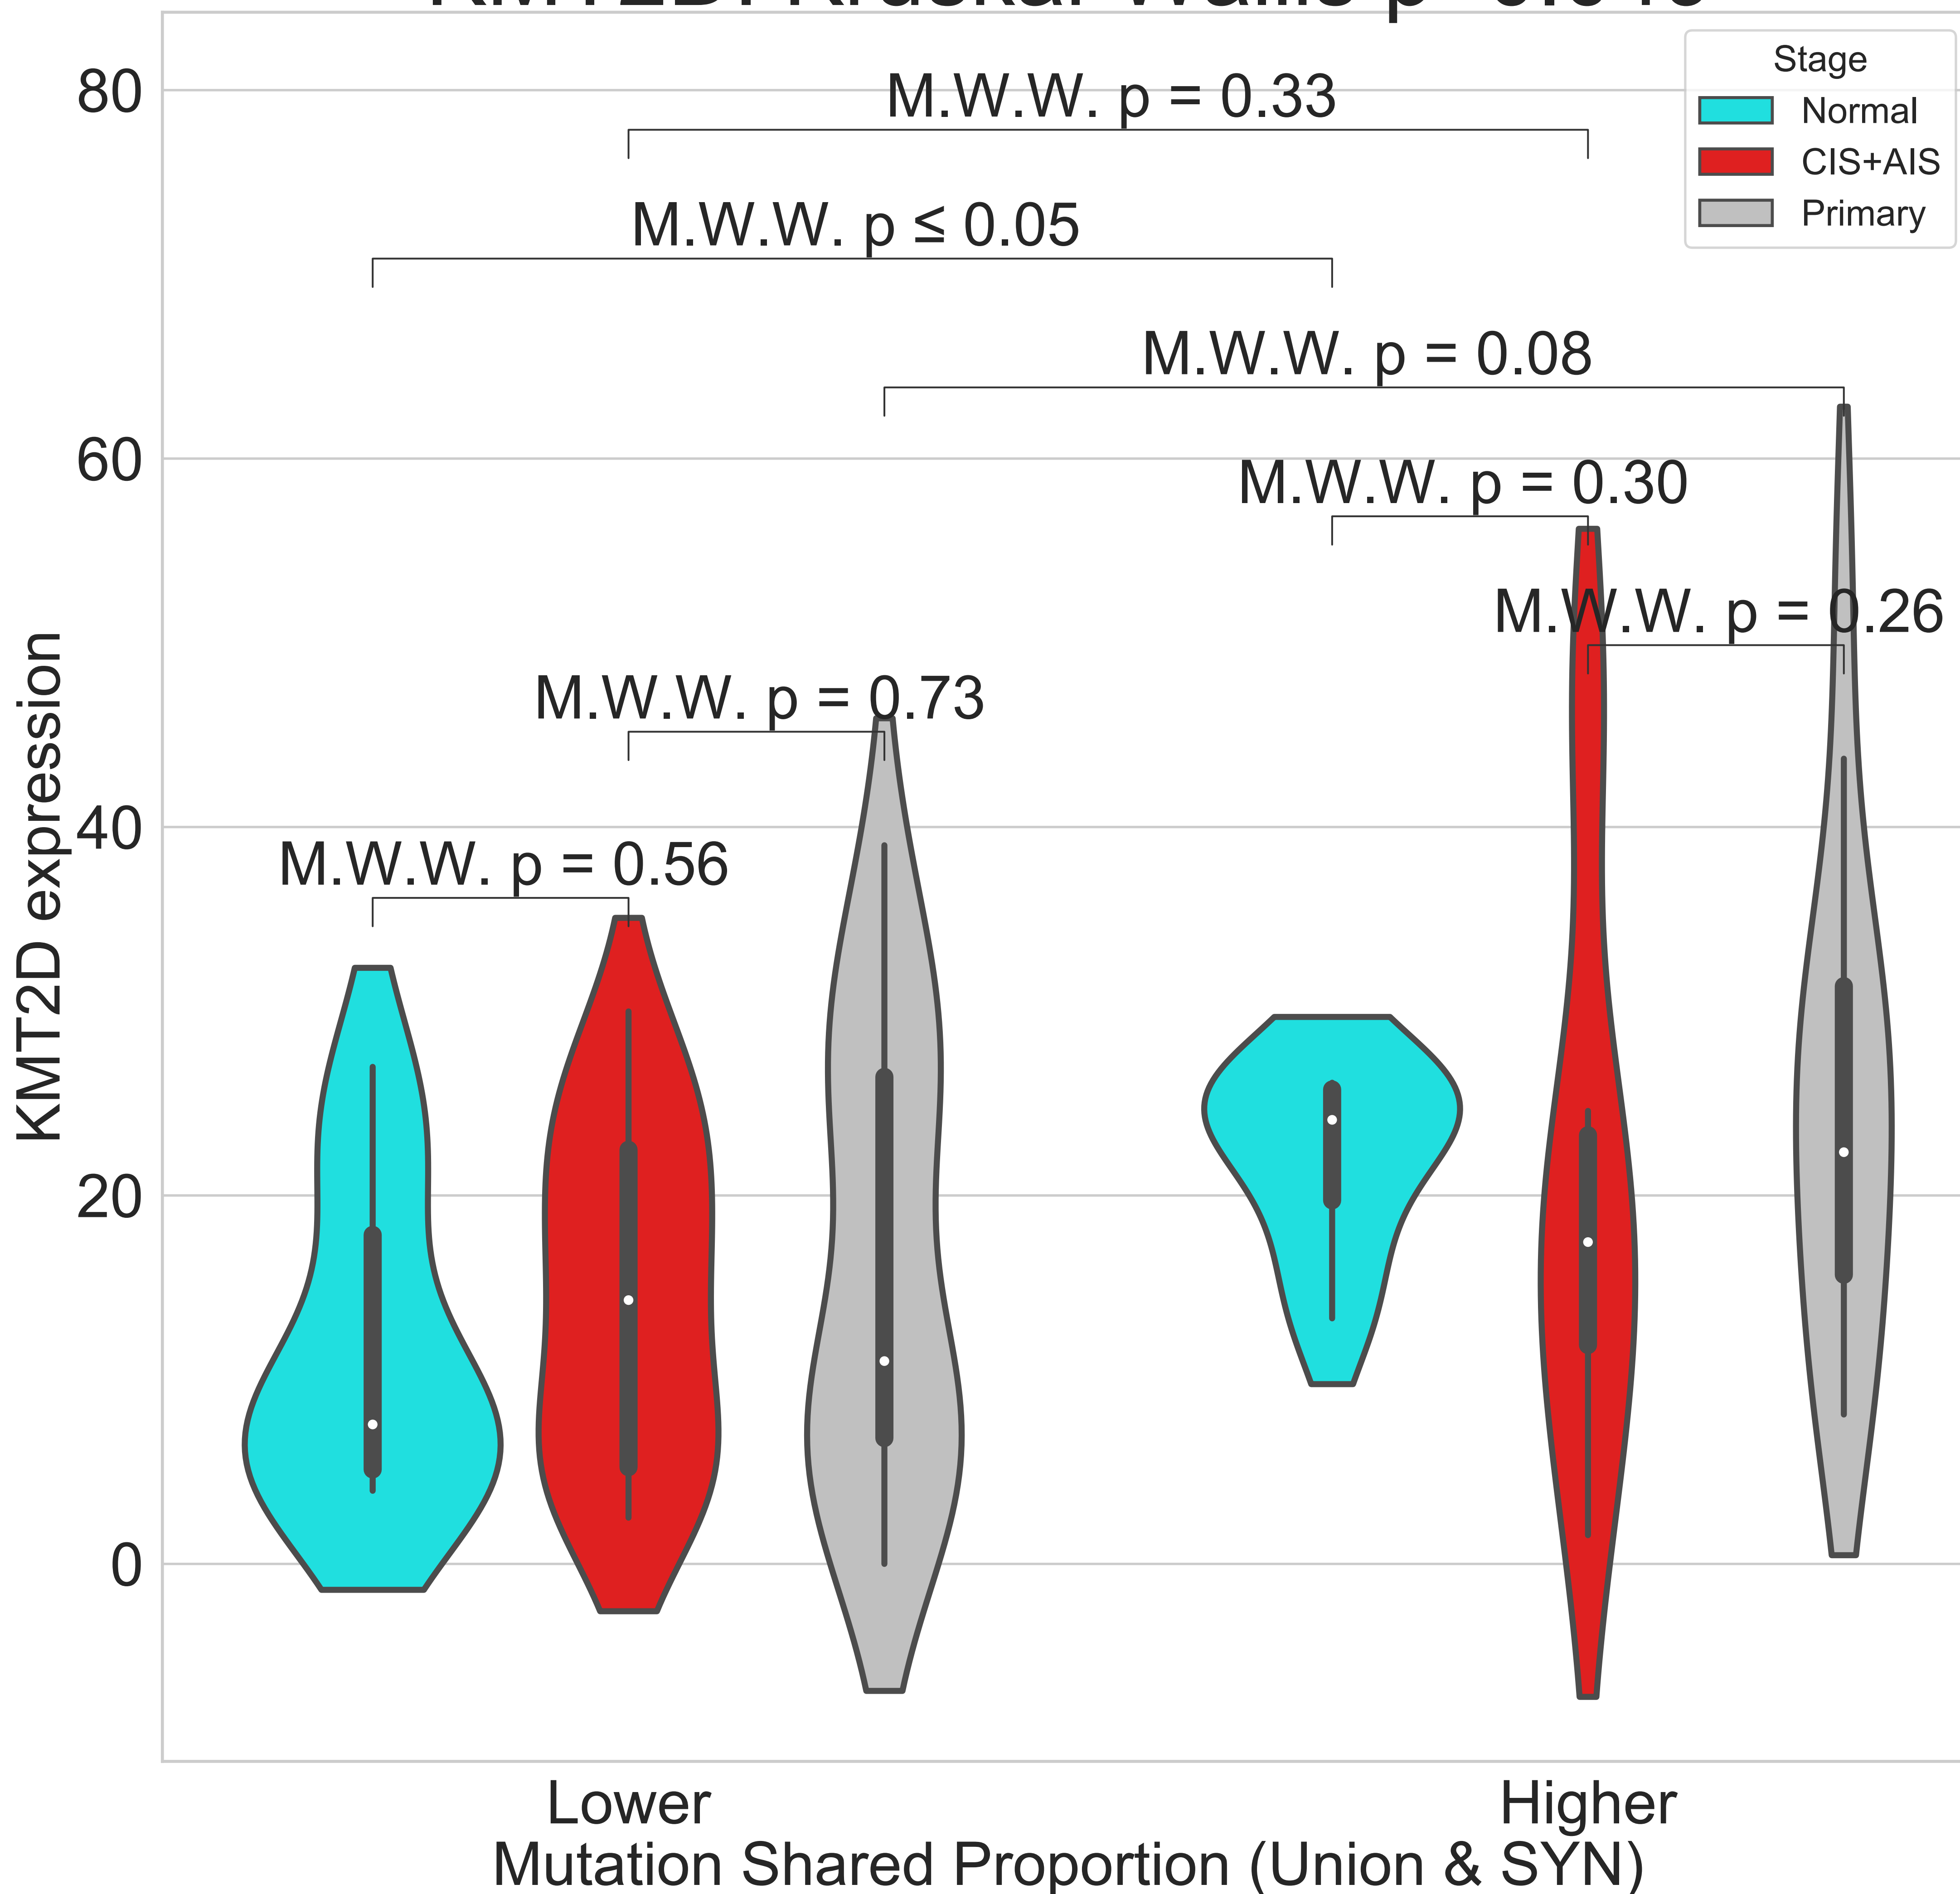 80
60
40
20
0
KMT2D expression
M.W.W. p = 0.33
M.W.W. p ≤ 0.05
M.W.W. p = 0.08
M.W.W. p = 0.30
M.W.W. p = 0.26
M.W.W. p = 0.73
M.W.W. p = 0.56
Stage
Normal
CIS+AIS
Primary
Lower
Higher
Mutation Shared Proportion (Union & SYN)